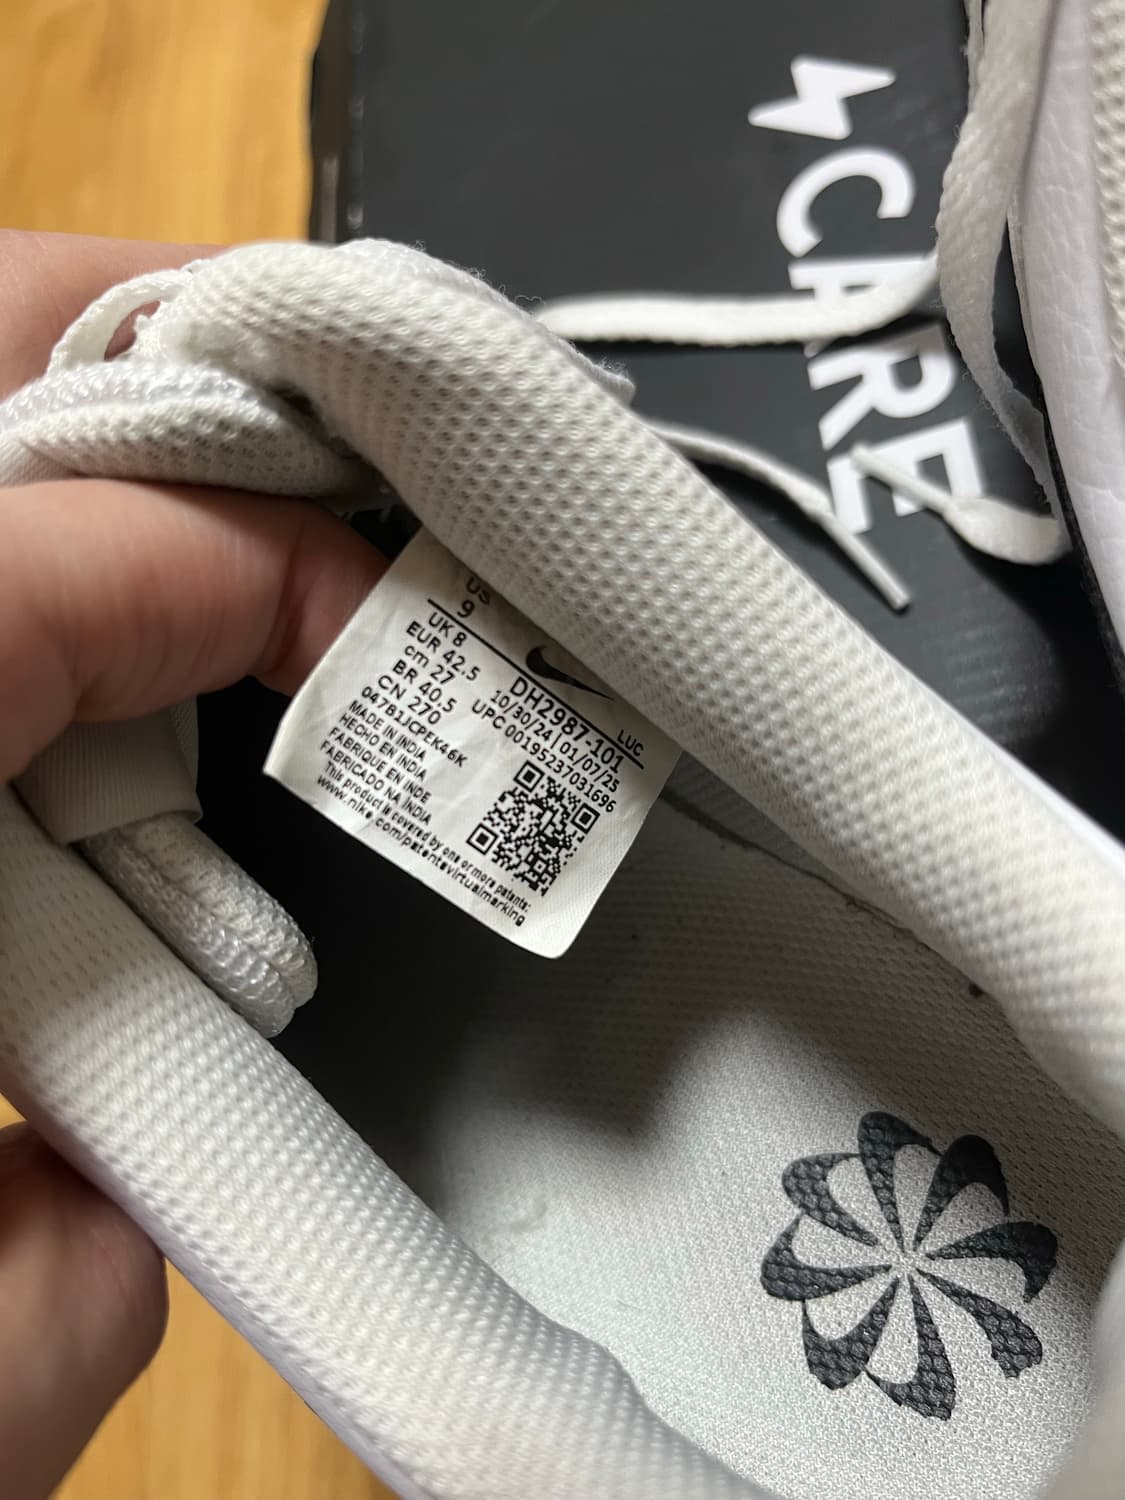 CARE
US
9
UK 8
EUR 42.5
cm 27
BR 40.5
CN 270
047B1JCPEK46K
MADE IN INDIA
HECHO EN INDIA
FABRIQUE EN INDE
FABRICADO NA ÍNDIA
This product is covered by one or more patents:
www.nike.com/patentsvirtualmarking
LUC
DH2987-101
10/30/24 | 01/07/25
UPC 00195237031696